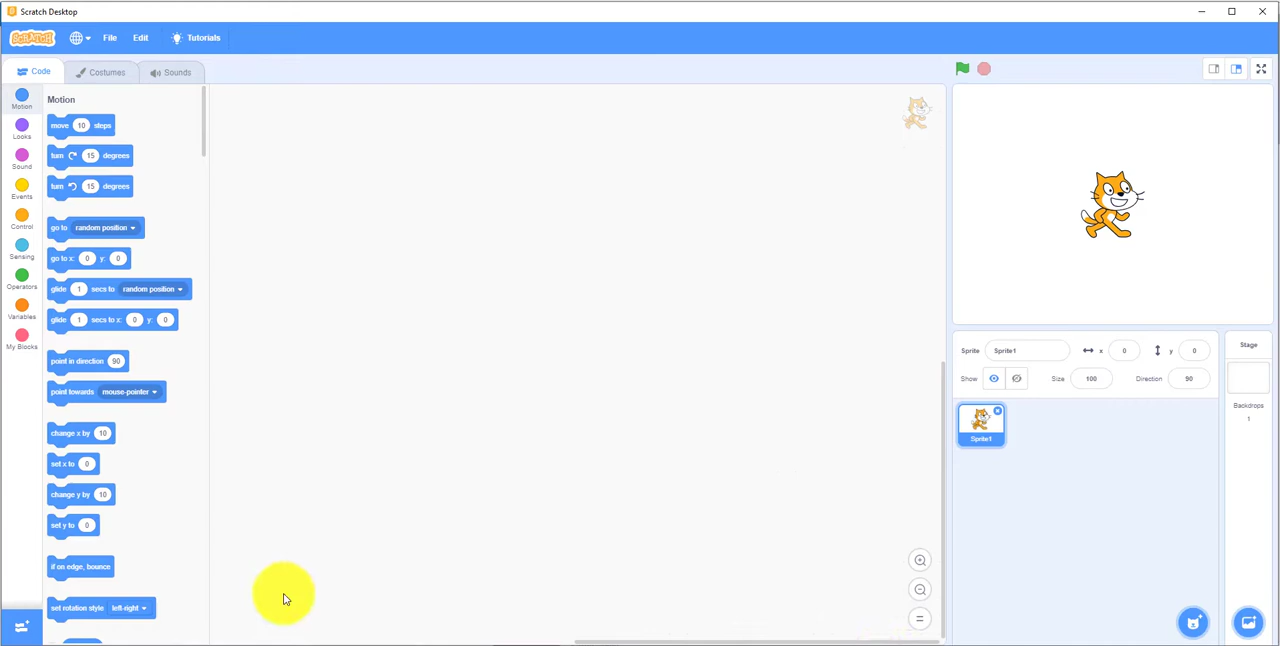 Scratch Desktop
SCRATCH File Edit Tutorials
Code Costumes Sounds
Motion
Looks
Sound
Events
Control
Sensing
Operators
Variables
My Blocks
Motion
move 10 steps
turn 15 degrees
turn 15 degrees
go to random position
go to x: 0 y: 0
glide 1 secs to random position
glide 1 secs to x: 0 y: 0
point in direction 90
point towards mouse-pointer
change x by 10
set x to 0
change y by 10
set y to 0
if on edge, bounce
set rotation style left-right
Sprite Sprite1 x 0 y 0
Show Size 100 Direction 90
Sprite1
Stage
Backdrops
1